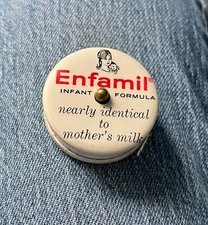 Enfamil®
INFANT FORMULA
nearly identical
to
mother's milk